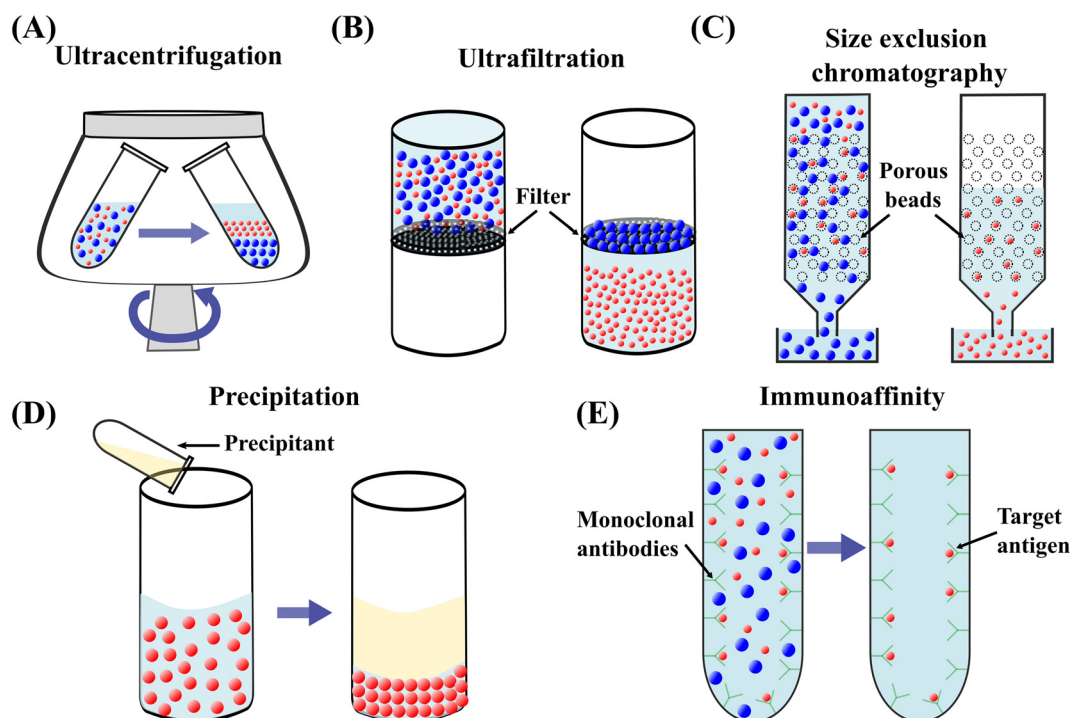 (A)
Ultracentrifugation
(B)
Ultrafiltration
Filter
(C)
Size exclusion
chromatography
Porous
beads
(D)
Precipitation
Precipitant
(E)
Immunoaffinity
Monoclonal
antibodies
Target
antigen